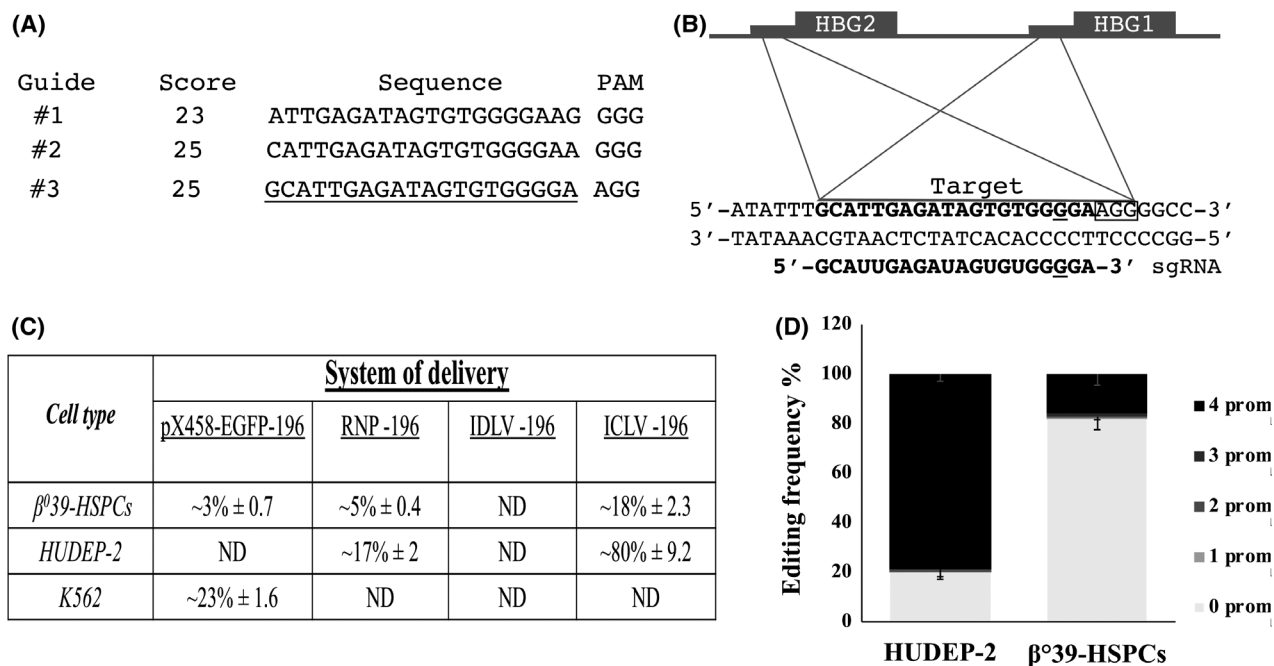 (A)
Guide Score Sequence PAM
#1 23 ATTGAGATAGTGTGGGGAAG GGG
#2 25 CATTGAGATAGTGTGGGGAA GGG
#3 25 GCATTGAGATAGTGTGGGGA AGG
(B)
HBG2 HBG1
Target
5′-ATATTTGCATTGAGATAGTGTGGGGAAGGGGCC-3′
3′-TATAAACGTAACTCTATCACACCCCTTCCCCGG-5′
5′-GCAUUGAGAUAGUGUGGGGA-3′ sgRNA
(C)
Cell type System of delivery
pX458-EGFP-196 RNP -196 IDLV -196 ICLV -196
β⁰39-HSPCs ~3% ± 0.7 ~5% ± 0.4 ND ~18% ± 2.3
HUDEP-2 ND ~17% ± 2 ND ~80% ± 9.2
K562 ~23% ± 1.6 ND ND ND
(D)
Editing frequency %
120
100
80
60
40
20
0
HUDEP-2 β°39-HSPCs
4 prom
3 prom
2 prom
1 prom
0 prom